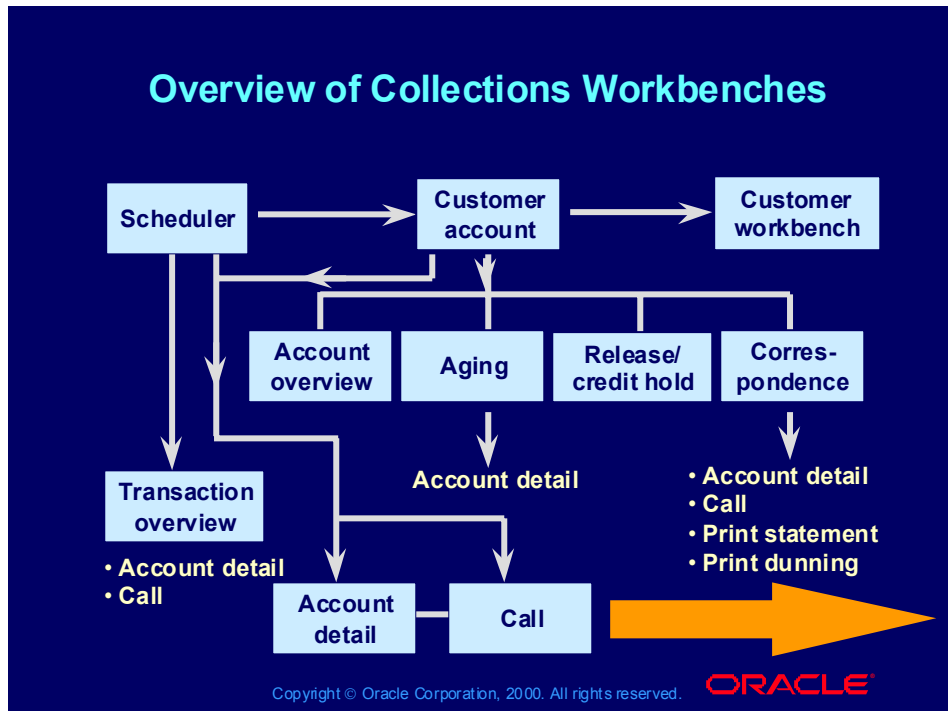 Overview of Collections Workbenches
Scheduler
Customer
account
Customer
workbench
Account
overview
Aging
Release/
credit hold
Corres-
pondence
Account detail
• Account detail
• Call
• Print statement
• Print dunning
Transaction
overview
• Account detail
• Call
Account
detail
Call
Copyright © Oracle Corporation, 2000. All rights reserved.
ORACLE®